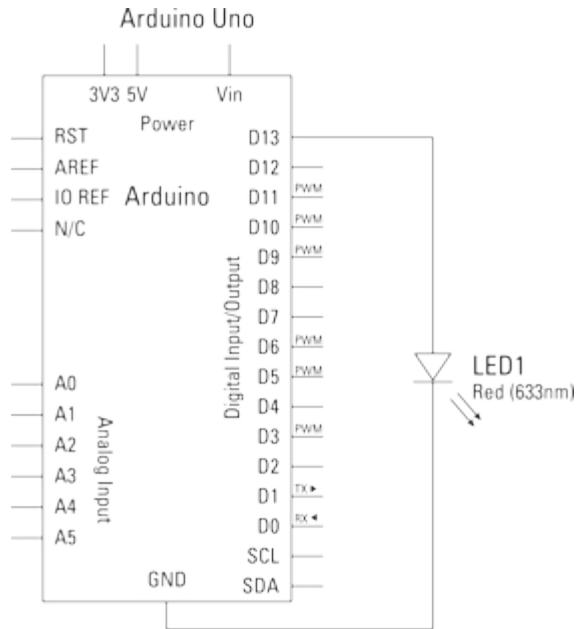 Arduino Uno
3V3 5V Vin
Power
RST
AREF
IO REF
N/C
Arduino
A0
A1
A2
A3
A4
A5
Analog Input
Digital Input/Output
D13
D12
D11 PWM
D10 PWM
D9 PWM
D8
D7
D6 PWM
D5 PWM
D4
D3 PWM
D2
D1 TX ▶
D0 RX ◀
SCL
SDA
GND
LED1
Red (633nm)